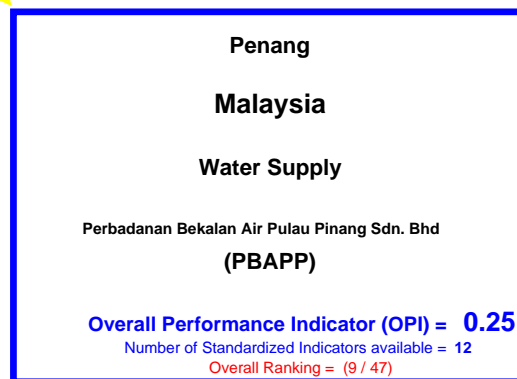 Penang
Malaysia
Water Supply
Perbadanan Bekalan Air Pulau Pinang Sdn. Bhd
(PBAPP)
Overall Performance Indicator (OPI) = 0.25
Number of Standardized Indicators available = 12
Overall Ranking = (9 / 47)